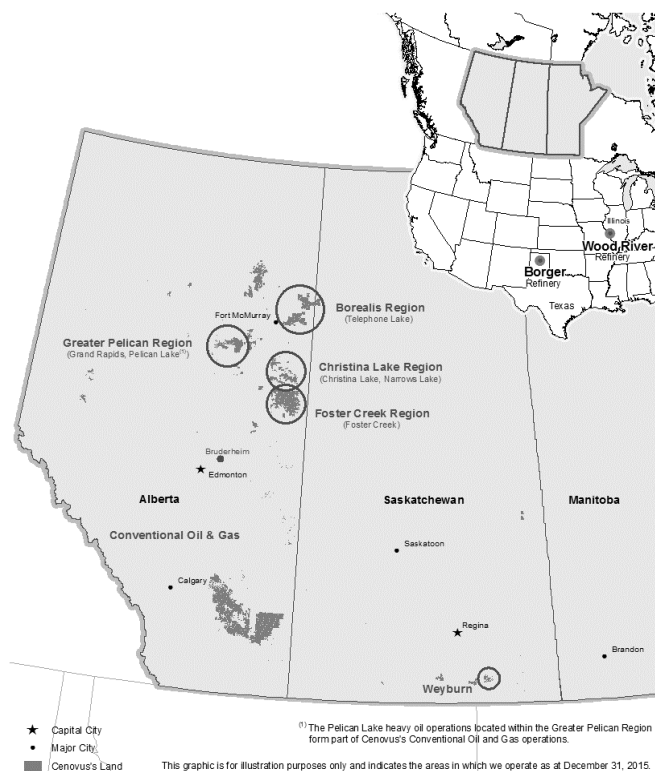 Illinois
Wood River
Refinery
Borger
Refinery
Texas
Fort McMurray
Borealis Region
(Telephone Lake)
Greater Pelican Region
(Grand Rapids, Pelican Lake⁽¹⁾)
Christina Lake Region
(Christina Lake, Narrows Lake)
Foster Creek Region
(Foster Creek)
Bruderheim
Edmonton
Alberta
Saskatchewan
Manitoba
Conventional Oil & Gas
Saskatoon
Calgary
Regina
Brandon
Weyburn
Capital City
Major City
Cenovus's Land
⁽¹⁾ The Pelican Lake heavy oil operations located within the Greater Pelican Region
form part of Cenovus's Conventional Oil and Gas operations.
This graphic is for illustration purposes only and indicates the areas in which we operate as at December 31, 2015.